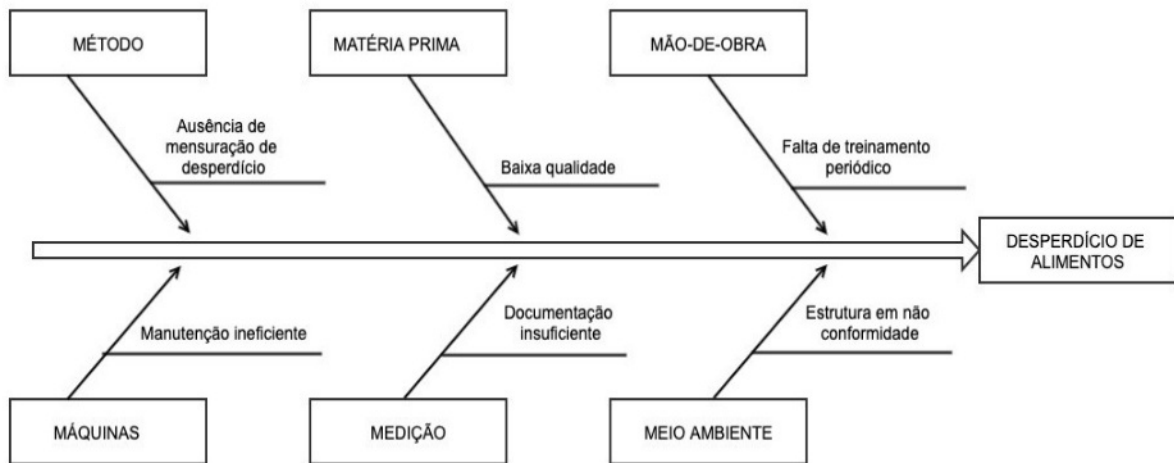 MÉTODO
MATÉRIA PRIMA
MÃO-DE-OBRA
Ausência de
mensuração de
desperdício
Baixa qualidade
Falta de treinamento
periódico
DESPERDÍCIO DE
ALIMENTOS
Manutenção ineficiente
Documentação
insuficiente
Estrutura em não
conformidade
MÁQUINAS
MEDIÇÃO
MEIO AMBIENTE